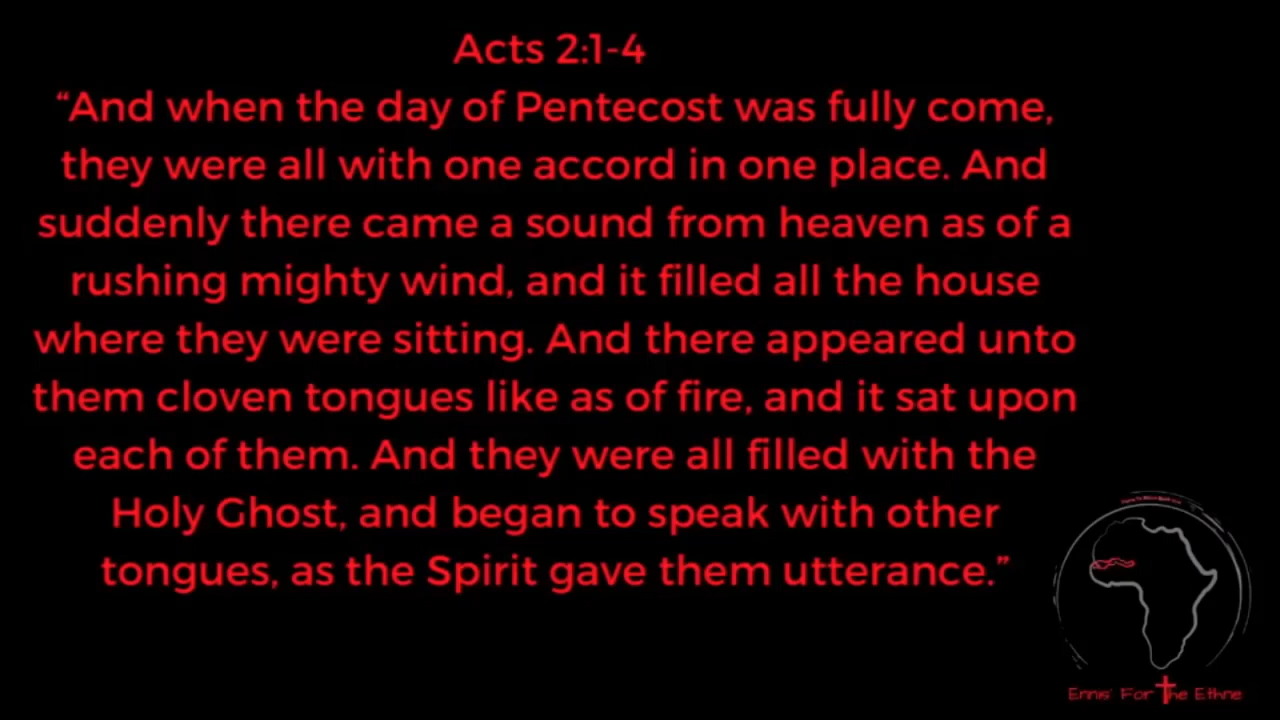 Acts 2:1-4
“And when the day of Pentecost was fully come,
they were all with one accord in one place. And
suddenly there came a sound from heaven as of a
rushing mighty wind, and it filled all the house
where they were sitting. And there appeared unto
them cloven tongues like as of fire, and it sat upon
each of them. And they were all filled with the
Holy Ghost, and began to speak with other
tongues, as the Spirit gave them utterance.”
Ennis' For The Ethne